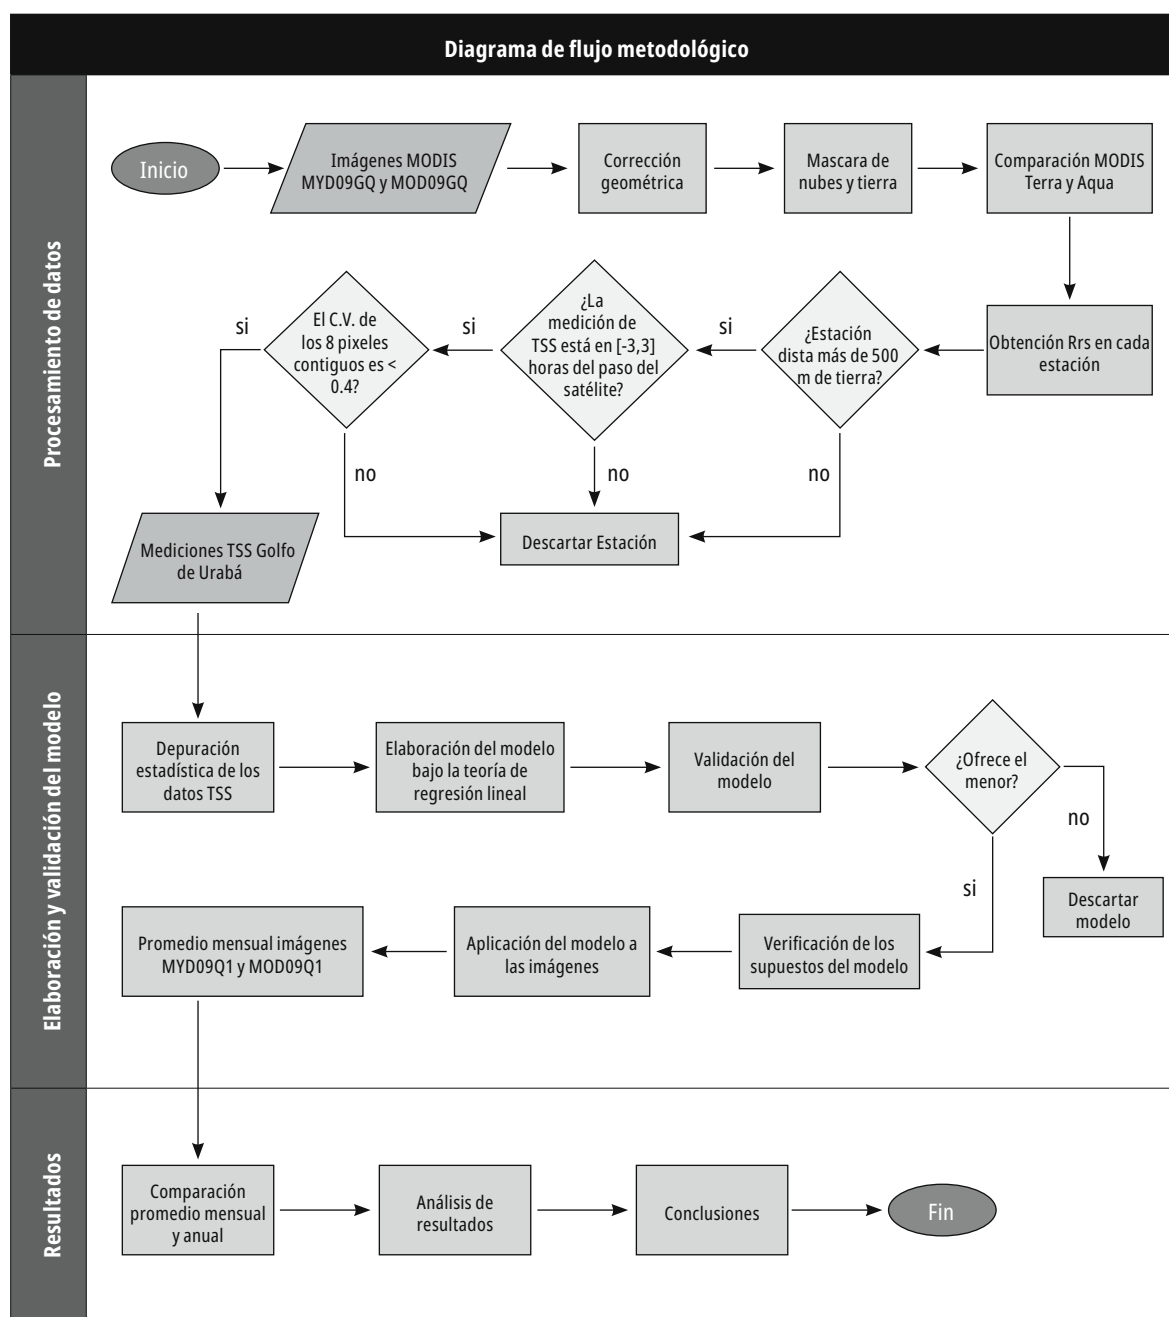 Diagrama de flujo metodológico
Procesamiento de datos
Inicio
Imágenes MODIS
MYD09GQ y MOD09GQ
Corrección
geométrica
Mascara de
nubes y tierra
Comparación MODIS
Terra y Aqua
Obtención Rrs en cada
estación
¿Estación
dista más de 500
m de tierra?
si
no
¿La
medición de
TSS está en [-3,3]
horas del paso del
satélite?
si
no
El C.V. de
los 8 pixeles
contiguos es <
0.4?
si
no
Descartar Estación
Mediciones TSS Golfo
de Urabá
Elaboración y validación del modelo
Depuración
estadística de los
datos TSS
Elaboración del modelo
bajo la teoría de
regresión lineal
Validación del
modelo
¿Ofrece el
menor?
no
Descartar
modelo
si
Verificación de los
supuestos del modelo
Aplicación del modelo a
las imágenes
Promedio mensual imágenes
MYD09Q1 y MOD09Q1
Resultados
Comparación
promedio mensual
y anual
Análisis de
resultados
Conclusiones
Fin